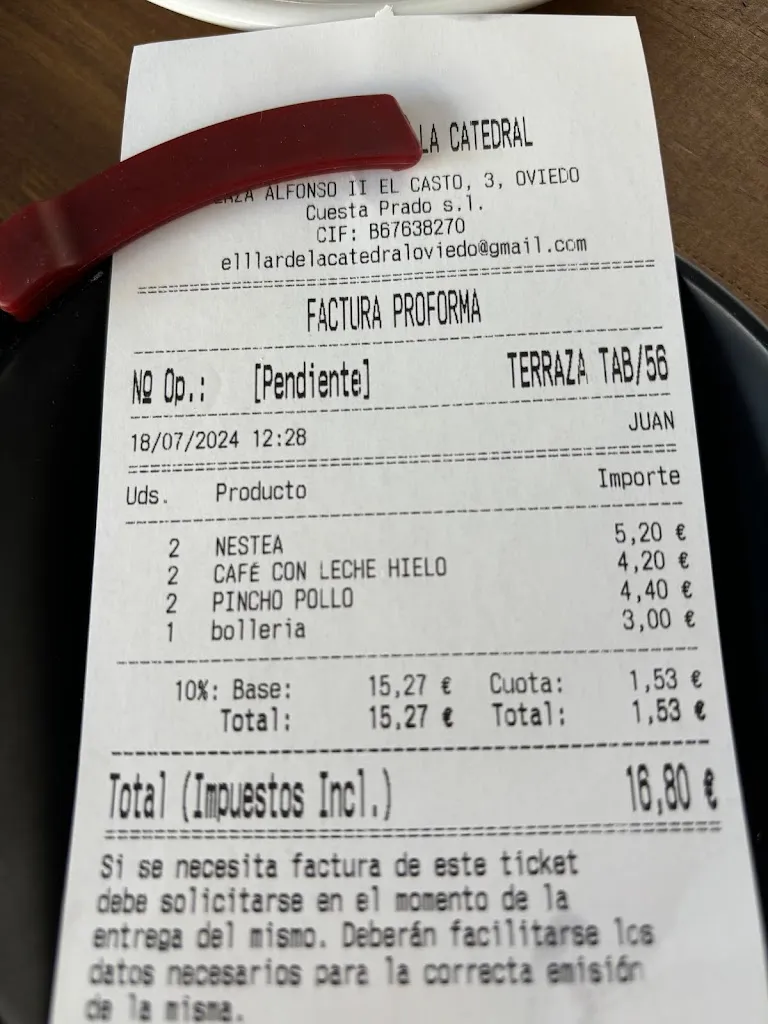 LA CATEDRAL
ALFONSO II EL CASTO, 3, OVIEDO
Cuesta Prado s.l.
CIF: B67638270
elllardelacatedraloviedo@gmail.com
FACTURA PROFORMA
Nº Op.: [Pendiente] TERRAZA TAB/56
18/07/2024 12:28 JUAN
Uds. Producto Importe
2 NESTEA 5,20 €
2 CAFÉ CON LECHE HIELO 4,20 €
2 PINCHO POLLO 4,40 €
1 bolleria 3,00 €
10%: Base: 15,27 € Cuota: 1,53 €
Total: 15,27 € Total: 1,53 €
Total (Impuestos Incl.) 16,80 €
Si se necesita factura de este ticket
debe solicitarse en el momento de la
entrega del mismo. Deberán facilitarse los
datos necesarios para la correcta emisión
de la misma.